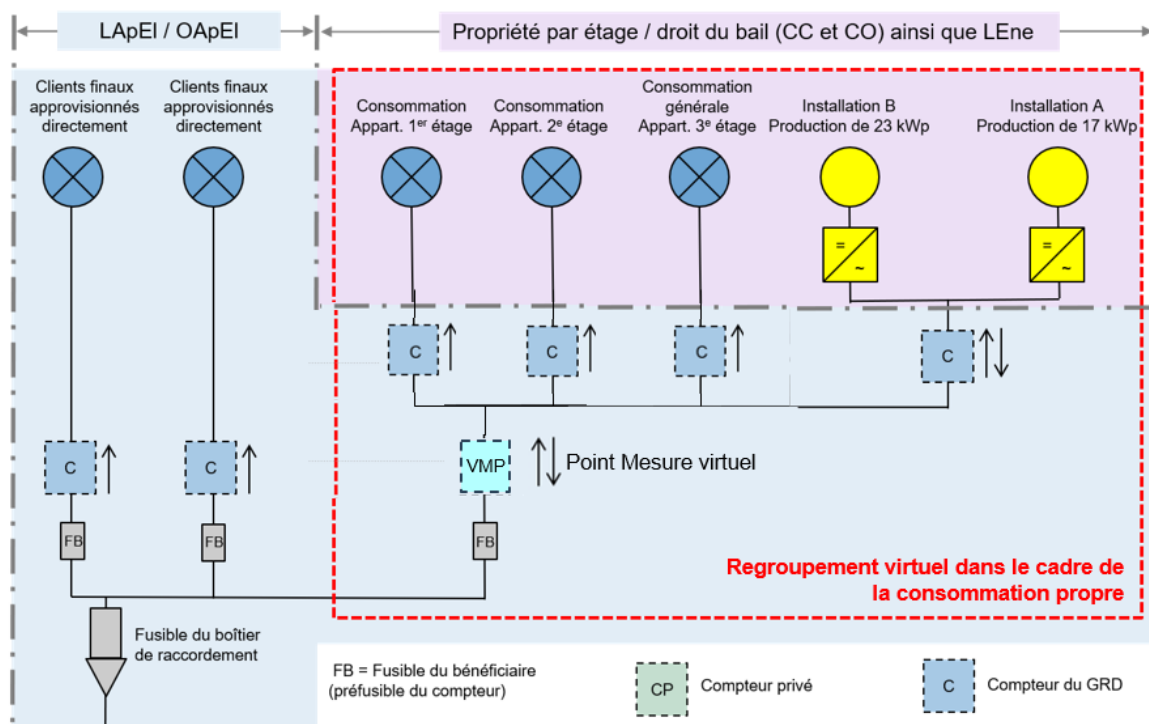 LApEl / OApEl
Propriété par étage / droit du bail (CC et CO) ainsi que LEne
Clients finaux
approvisionnés
directement
Clients finaux
approvisionnés
directement
Consommation
Appart. 1er étage
Consommation
Appart. 2e étage
Consommation
générale
Appart. 3e étage
Installation B
Production de 23 kWp
Installation A
Production de 17 kWp
=
~
=
~
C
C
C
C
C
C
VMP
Point Mesure virtuel
FB
FB
FB
Regroupement virtuel dans le cadre de
la consommation propre
Fusible du boîtier
de raccordement
FB = Fusible du bénéficiaire
(préfusible du compteur)
CP
Compteur privé
C
Compteur du GRD